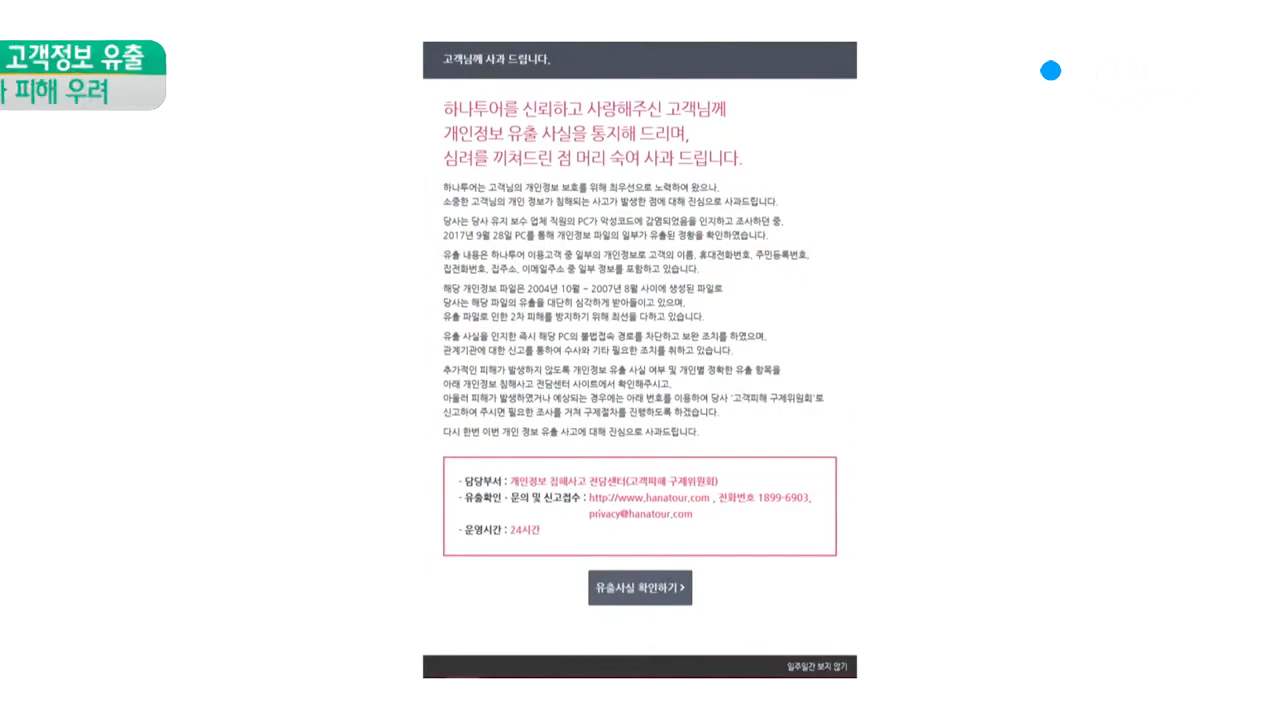 고객정보 유출
피해 우려
고객님께 사과 드립니다.
하나투어를 신뢰하고 사랑해주신 고객님께
개인정보 유출 사실을 통지해 드리며,
심려를 끼쳐드린 점 머리 숙여 사과 드립니다.
하나투어는 고객님의 개인정보 보호를 위해 최우선으로 노력하여 왔으나,
소중한 고객님의 개인 정보가 침해되는 사고가 발생한 점에 대해 진심으로 사과드립니다.
당사는 당사 유지 보수 업체 직원의 PC가 악성코드에 감염되었음을 인지하고 조사하던 중,
2017년 9월 28일 PC를 통해 개인정보 파일의 일부가 유출된 정황을 확인하였습니다.
유출 내용은 하나투어 이용고객 중 일부의 개인정보로 고객의 이름, 휴대전화번호, 주민등록번호,
집전화번호, 집주소, 이메일주소 중 일부 정보를 포함하고 있습니다.
해당 개인정보 파일은 2004년 10월 ~ 2007년 8월 사이에 생성된 파일로
당사는 해당 파일의 유출을 대단히 심각하게 받아들이고 있으며,
유출 파일로 인한 2차 피해를 방지하기 위해 최선을 다하고 있습니다.
유출 사실을 인지한 즉시 해당 PC의 불법접속 경로를 차단하고 보완 조치를 하였으며,
관계기관에 대한 신고를 통하여 수사와 기타 필요한 조치를 취하고 있습니다.
추가적인 피해가 발생하지 않도록 개인정보 유출 사실 여부 및 개인별 정확한 유출 항목을
아래 개인정보 침해사고 전담센터 사이트에서 확인해주시고,
아울러 피해가 발생하였거나 예상되는 경우에는 아래 번호를 이용하여 당사 '고객피해 구제위원회'로
신고하여 주시면 필요한 조사를 거쳐 구제절차를 진행하도록 하겠습니다.
다시 한번 이번 개인 정보 유출 사고에 대해 진심으로 사과드립니다.
- 담당부서 : 개인정보 침해사고 전담센터(고객피해 구제위원회)
- 유출확인 · 문의 및 신고접수 : http://www.hanatour.com , 전화번호 1899-6903,
privacy@hanatour.com
- 운영시간 : 24시간
유출사실 확인하기 >
일주일간 보지 않기